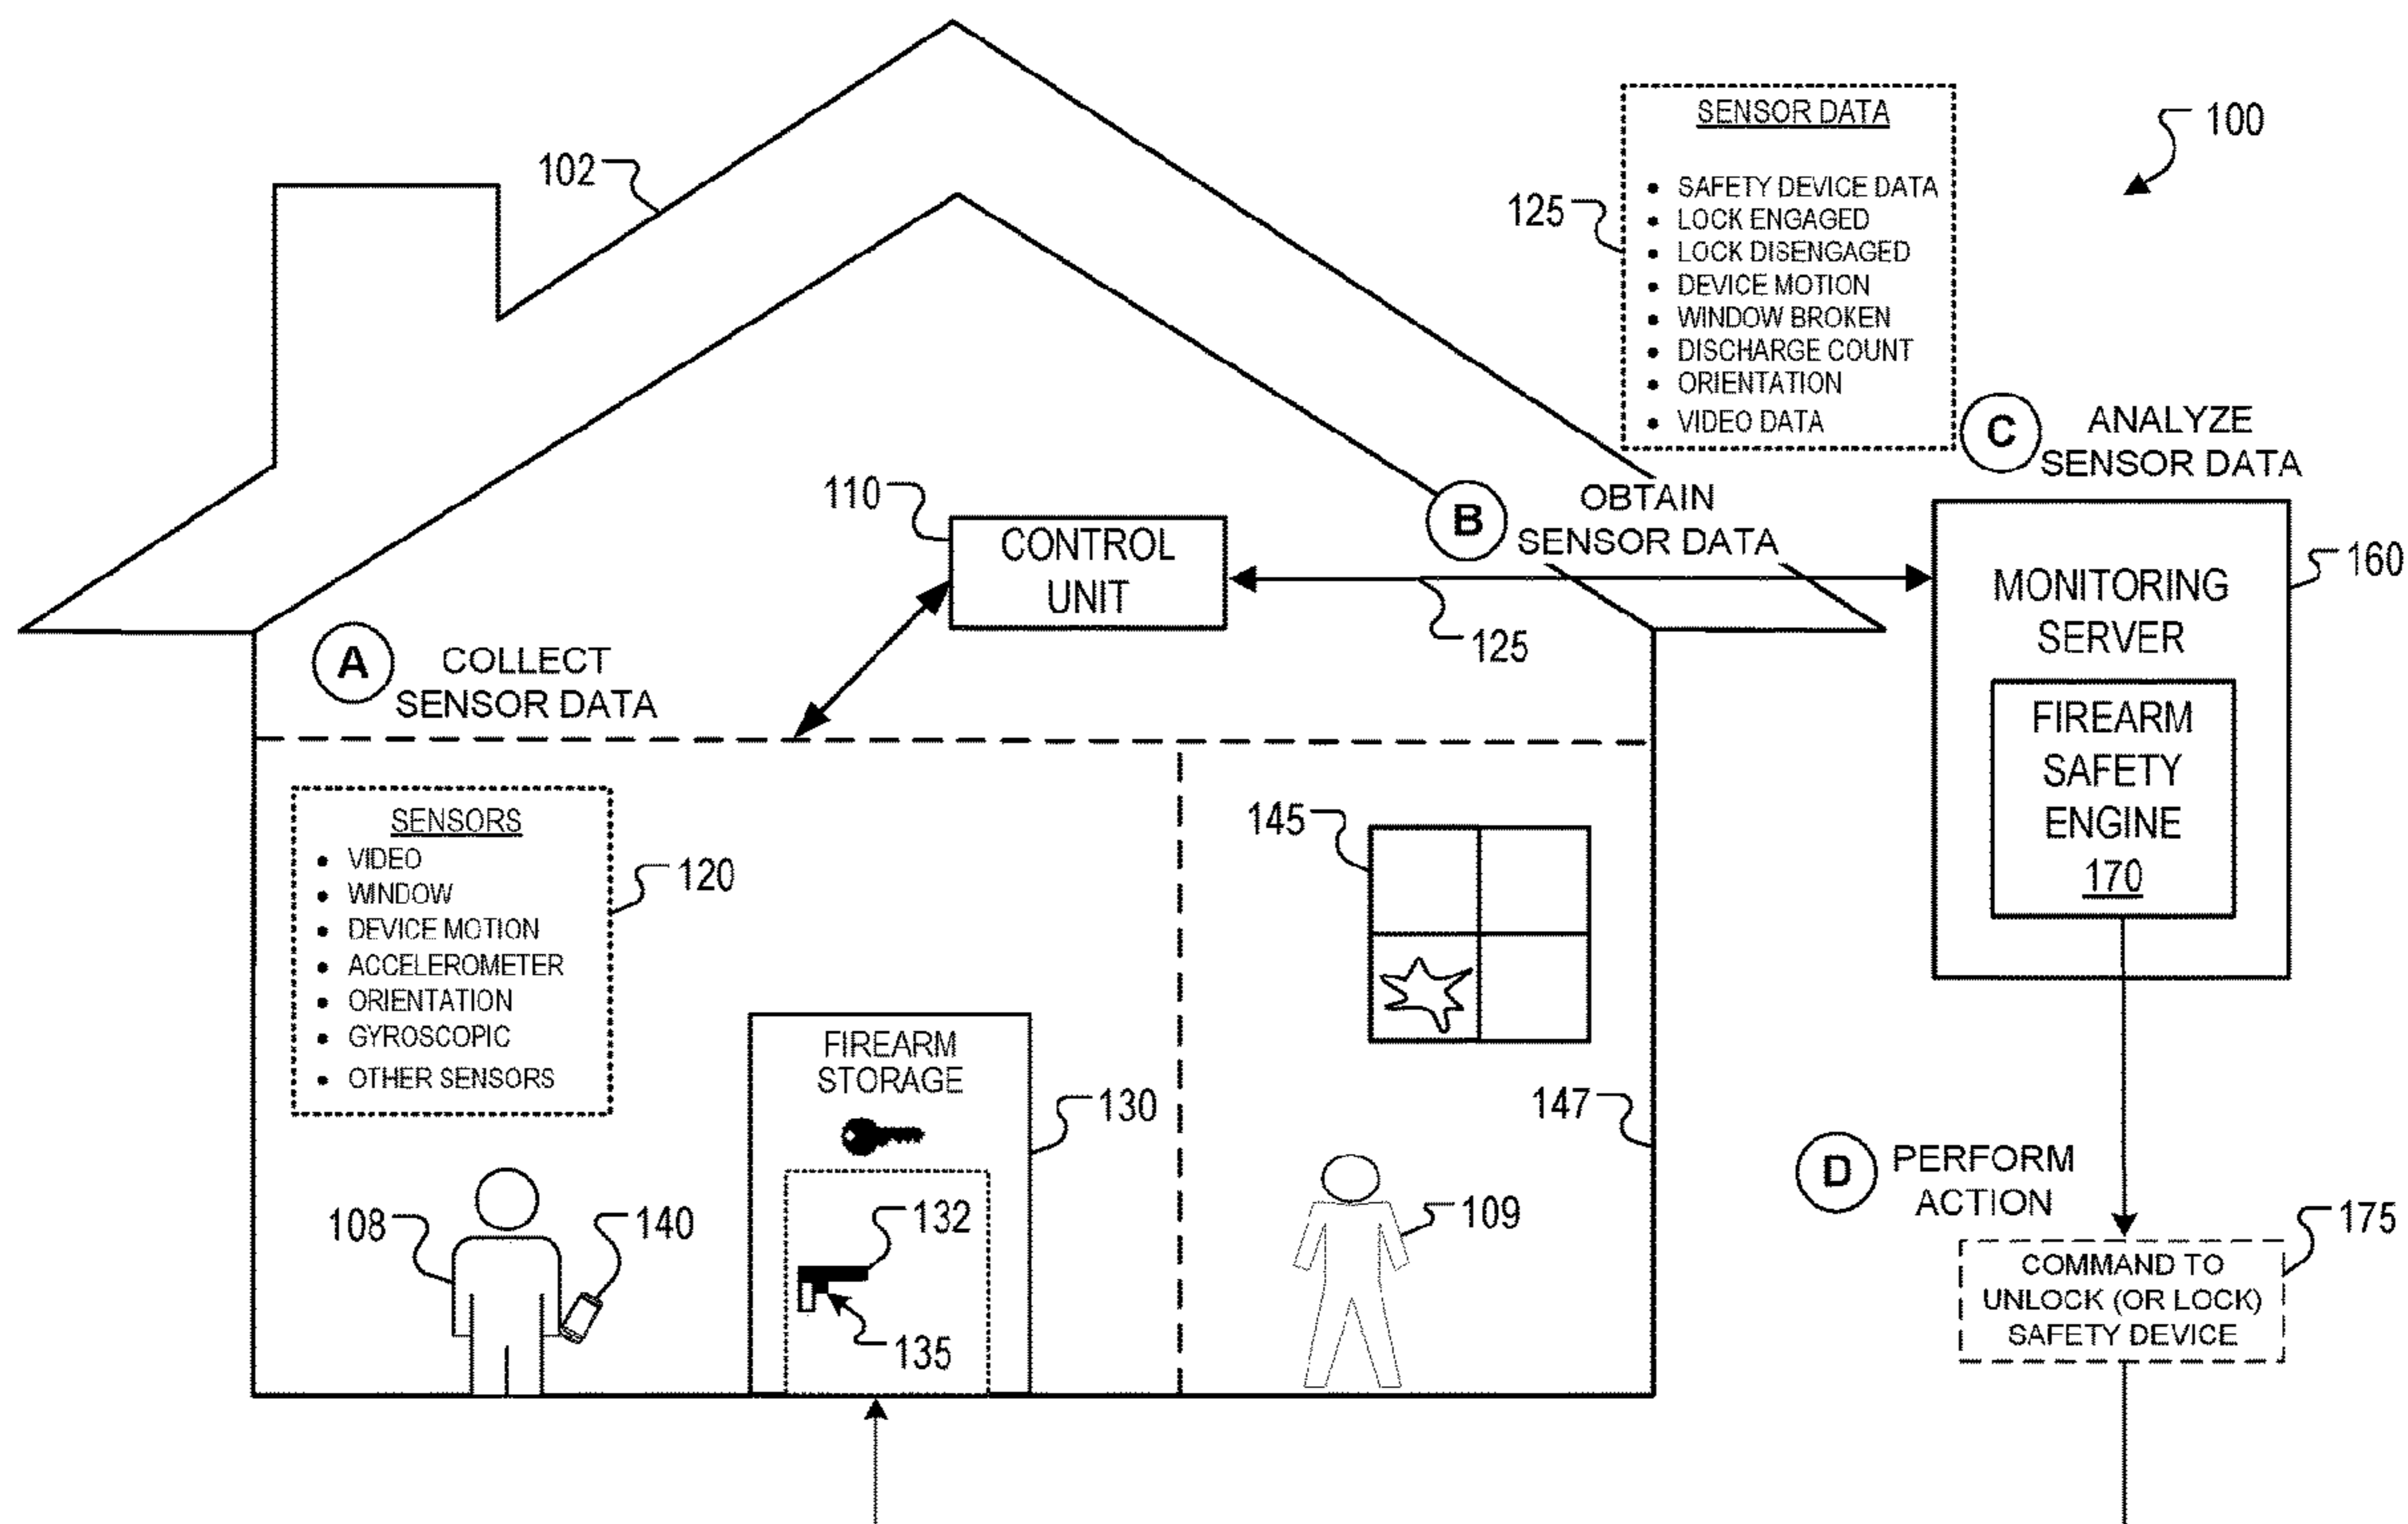 SENSOR DATA
• SAFETY DEVICE DATA
• LOCK ENGAGED
• LOCK DISENGAGED
• DEVICE MOTION
• WINDOW BROKEN
• DISCHARGE COUNT
• ORIENTATION
• VIDEO DATA
125
100
102
C
ANALYZE
SENSOR DATA
110
CONTROL
UNIT
B
OBTAIN
SENSOR DATA
125
160
MONITORING
SERVER
FIREARM
SAFETY
ENGINE
170
A
COLLECT
SENSOR DATA
SENSORS
• VIDEO
• WINDOW
• DEVICE MOTION
• ACCELEROMETER
• ORIENTATION
• GYROSCOPIC
• OTHER SENSORS
120
145
FIREARM
STORAGE
130
147
108
140
132
135
109
D
PERFORM
ACTION
175
COMMAND TO
UNLOCK (OR LOCK)
SAFETY DEVICE